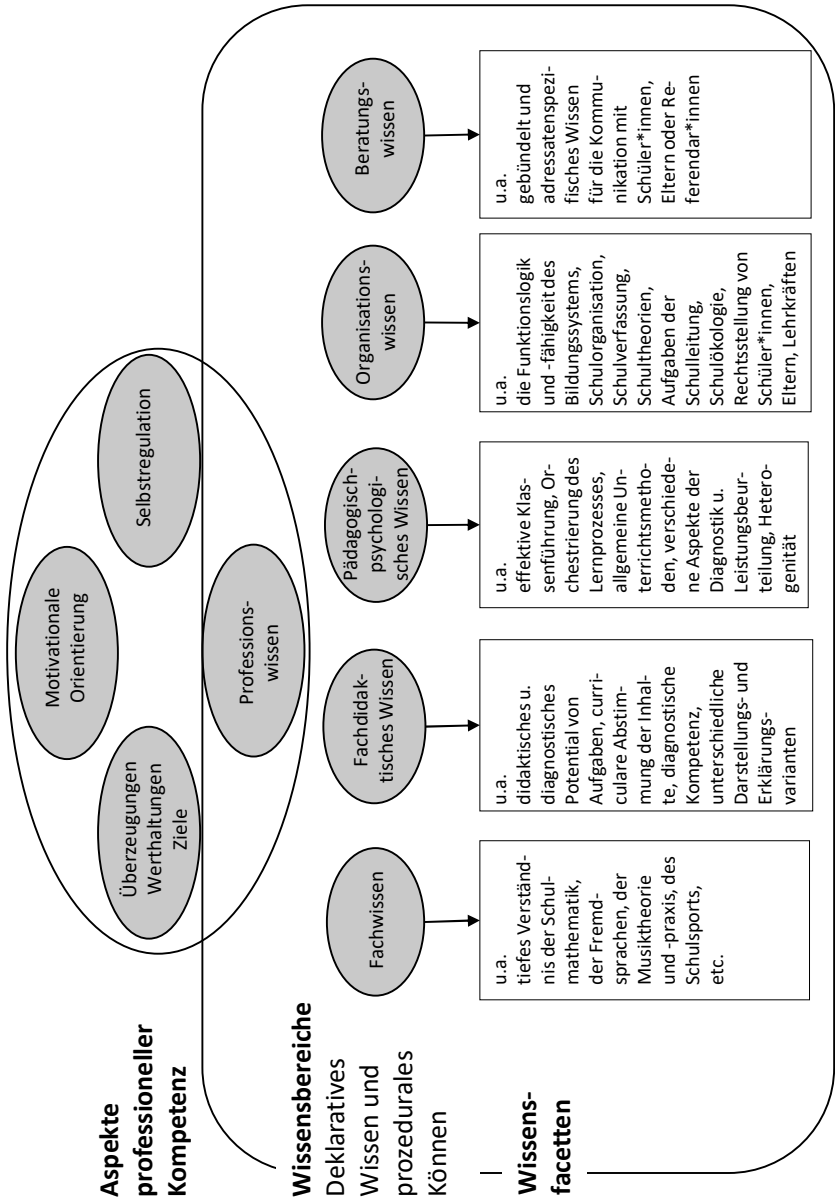 Aspekte
professioneller
Kompetenz
Überzeugungen
Werthaltungen
Ziele
Motivationale
Orientierung
Selbstregulation
Professions-
wissen
Wissensbereiche
Deklaratives
Wissen und
prozedurales
Können
Fachwissen
Fachdidak-
tisches Wissen
Pädagogisch-
psychologi-
sches Wissen
Organisations-
wissen
Beratungs-
wissen
Wissens-
facetten
u.a.
tiefes Verständ-
nis der Schul-
mathematik,
der Fremd-
sprachen, der
Musiktheorie
und -praxis, des
Schulsports,
etc.
u.a.
didaktisches u.
diagnostisches
Potential von
Aufgaben, curri-
culare Abstim-
mung der Inhal-
te, diagnostische
Kompetenz,
unterschiedliche
Darstellungs- und
Erklärungs-
varianten
u.a.
effektive Klas-
senführung, Or-
chestrierung des
Lernprozesses,
allgemeine Un-
terrichtsmetho-
den, verschiede-
ne Aspekte der
Diagnostik u.
Leistungsbeur-
teilung, Hetero-
genität
u.a.
die Funktionslogik
und -fähigkeit des
Bildungssystems,
Schulorganisation,
Schulverfassung,
Schultheorien,
Aufgaben der
Schulleitung,
Schulökologie,
Rechtsstellung von
Schüler*innen,
Eltern, Lehrkräften
u.a.
gebündelt und
adressatenspezi-
fisches Wissen
für die Kommu-
nikation mit
Schüler*innen,
Eltern oder Re-
ferendar*innen